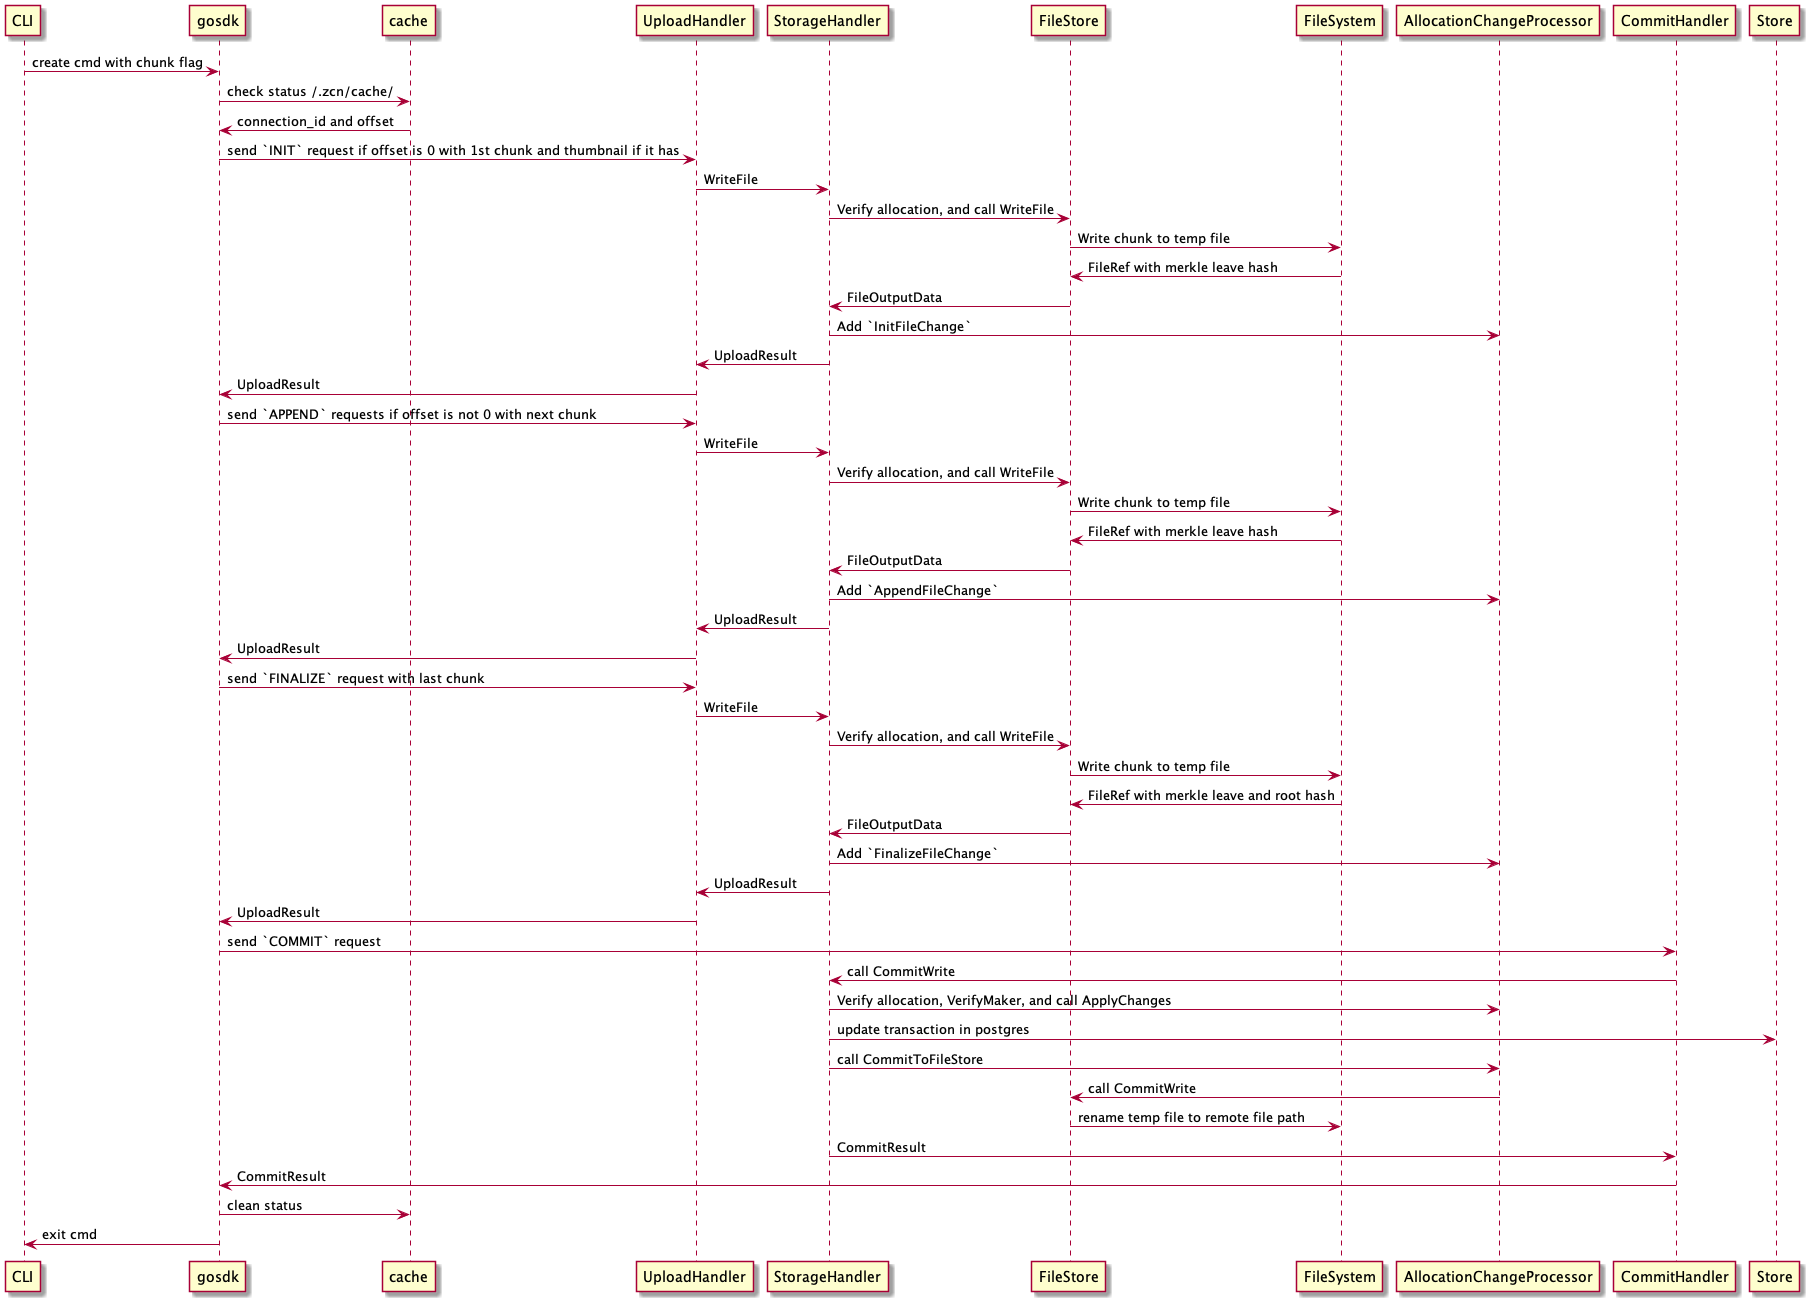 CLI gosdk cache UploadHandler StorageHandler FileStore FileSystem AllocationChangeProcessor CommitHandler Store
create cmd with chunk flag
check status /.zcn/cache/
connection_id and offset
send `INIT` request if offset is 0 with 1st chunk and thumbnail if it has
WriteFile
Verify allocation, and call WriteFile
Write chunk to temp file
FileRef with merkle leave hash
FileOutputData
Add `InitFileChange`
UploadResult
UploadResult
send `APPEND` requests if offset is not 0 with next chunk
WriteFile
Verify allocation, and call WriteFile
Write chunk to temp file
FileRef with merkle leave hash
FileOutputData
Add `AppendFileChange`
UploadResult
UploadResult
send `FINALIZE` request with last chunk
WriteFile
Verify allocation, and call WriteFile
Write chunk to temp file
FileRef with merkle leave and root hash
FileOutputData
Add `FinalizeFileChange`
UploadResult
UploadResult
send `COMMIT` request
call CommitWrite
Verify allocation, VerifyMaker, and call ApplyChanges
update transaction in postgres
call CommitToFileStore
call CommitWrite
rename temp file to remote file path
CommitResult
CommitResult
clean status
exit cmd
CLI gosdk cache UploadHandler StorageHandler FileStore FileSystem AllocationChangeProcessor CommitHandler Store